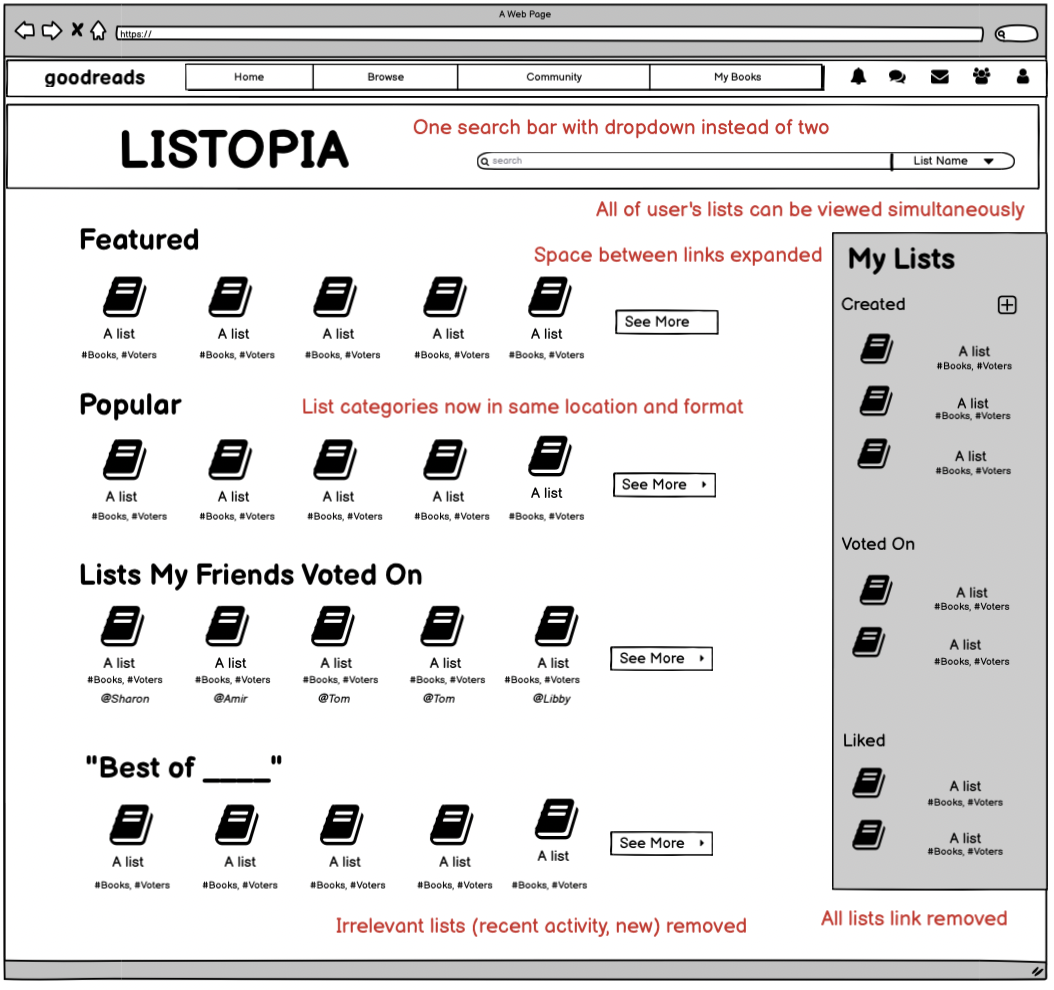 A Web Page
https://
goodreads Home Browse Community My Books
One search bar with dropdown instead of two
LISTOPIA
search List Name
All of user's lists can be viewed simultaneously
Featured
Space between links expanded
A list A list A list A list A list
#Books, #Voters #Books, #Voters #Books, #Voters #Books, #Voters #Books, #Voters
See More
Popular
List categories now in same location and format
A list A list A list A list A list
#Books, #Voters #Books, #Voters #Books, #Voters #Books, #Voters #Books, #Voters
See More
Lists My Friends Voted On
A list A list A list A list A list
#Books, #Voters #Books, #Voters #Books, #Voters #Books, #Voters #Books, #Voters
@Sharon @Amir @Tom @Tom @Libby
See More
"Best of ____"
A list A list A list A list A list
#Books, #Voters #Books, #Voters #Books, #Voters #Books, #Voters #Books, #Voters
See More
Irrelevant lists (recent activity, new) removed
My Lists
Created
A list
#Books, #Voters
A list
#Books, #Voters
A list
#Books, #Voters
Voted On
A list
#Books, #Voters
A list
#Books, #Voters
Liked
A list
#Books, #Voters
A list
#Books, #Voters
All lists link removed